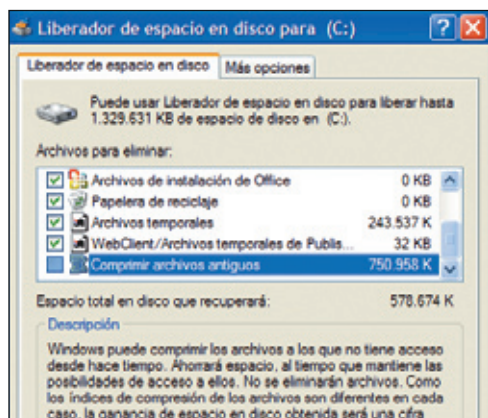 Liberador de espacio en disco para (C:)
Liberador de espacio en disco
Más opciones
Puede usar Liberador de espacio en disco para liberar hasta
1.329.631 KB de espacio de disco en (C:).
Archivos para eliminar:
Archivos de instalación de Office 0 KB
Papelera de reciclaje 0 KB
Archivos temporales 243.537 K
WebClient/Archivos temporales de Publis... 32 KB
Comprimir archivos antiguos 750.958 K
Espacio total en disco que recuperará: 578.674 K
Descripción
Windows puede comprimir los archivos a los que no tiene acceso
desde hace tiempo. Ahorrará espacio, al tiempo que mantiene las
posibilidades de acceso a ellos. No se eliminarán archivos. Como
los índices de compresión de los archivos son diferentes en cada
caso, la ganancia de espacio en disco obtenida será una cifra